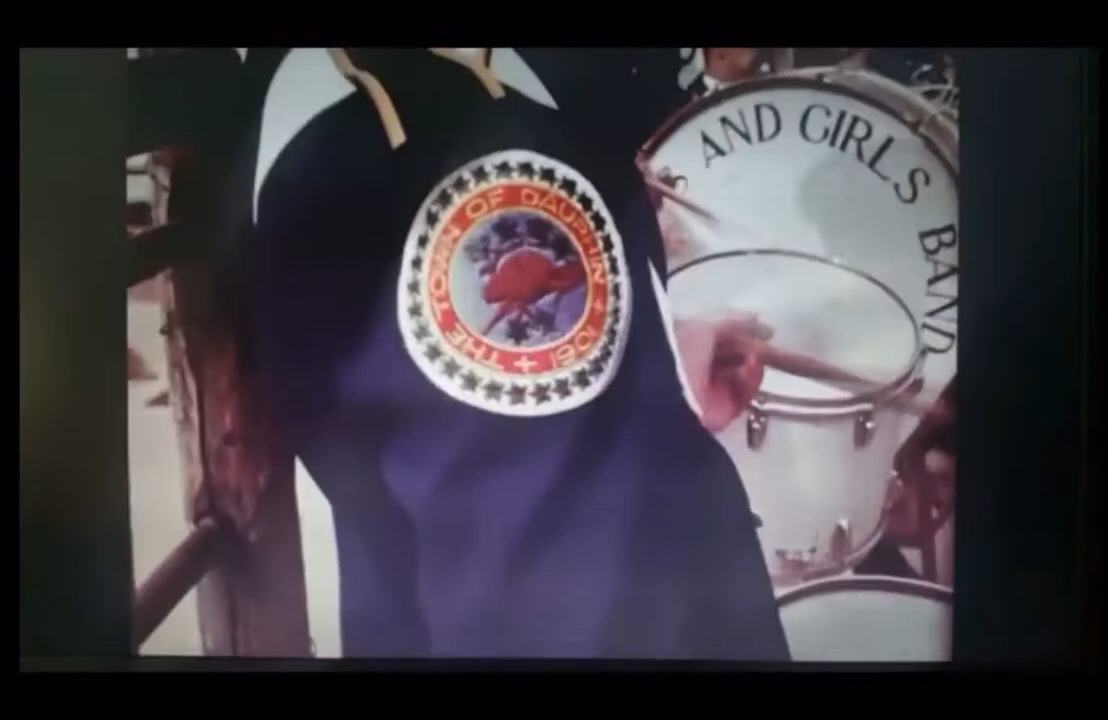 THE TOWN OF DAUPHIN + 1901 +
S AND GIRLS BAND